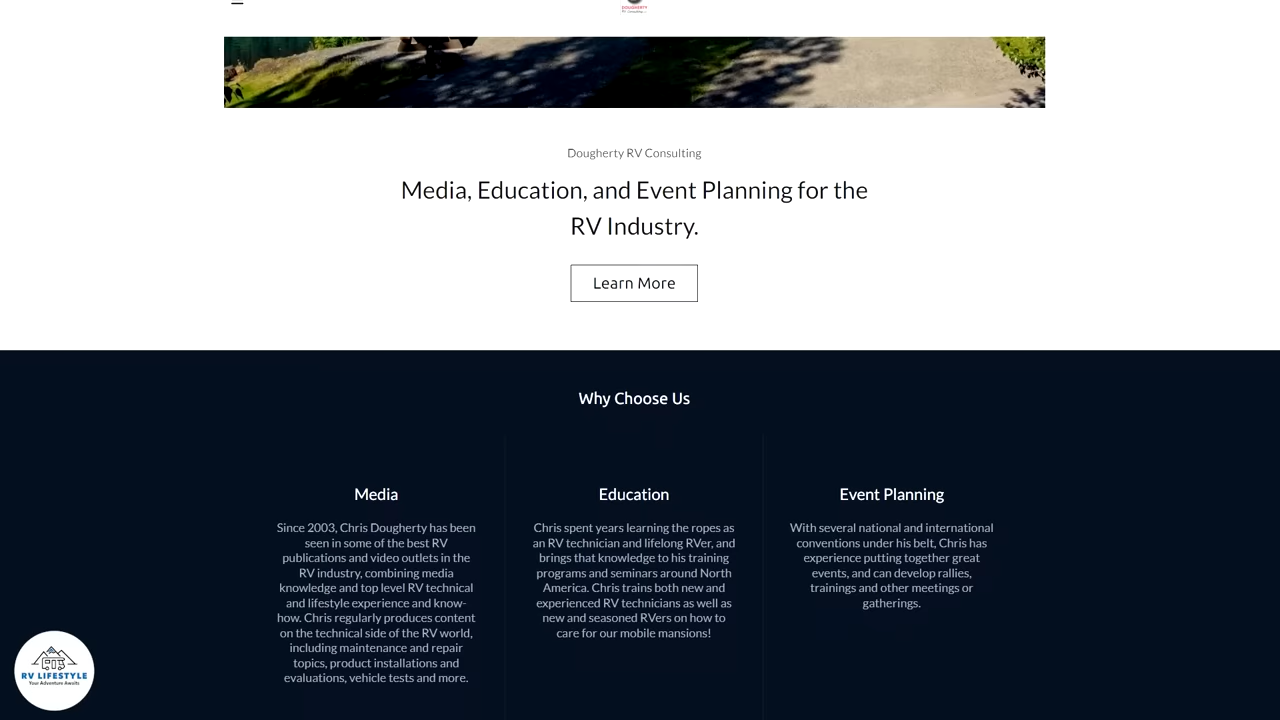 DOUGHERTY
Dougherty RV Consulting
Media, Education, and Event Planning for the
RV Industry.
Learn More
Why Choose Us
Media
Since 2003, Chris Dougherty has been
seen in some of the best RV
publications and video outlets in the
RV industry, combining media
knowledge and top level RV technical
and lifestyle experience and know-
how. Chris regularly produces content
on the technical side of the RV world,
including maintenance and repair
topics, product installations and
evaluations, vehicle tests and more.
Education
Chris spent years learning the ropes as
an RV technician and lifelong RVer, and
brings that knowledge to his training
programs and seminars around North
America. Chris trains both new and
experienced RV technicians as well as
new and seasoned RVers on how to
care for our mobile mansions!
Event Planning
With several national and international
conventions under his belt, Chris has
experience putting together great
events, and can develop rallies,
trainings and other meetings or
gatherings.
RV LIFESTYLE
Your Adventure Awaits